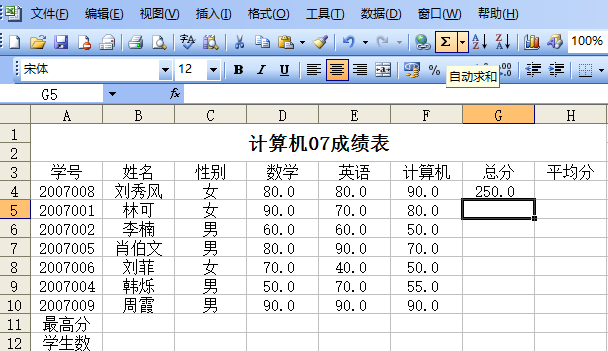 文件(F) 编辑(E) 视图(V) 插入(I) 格式(O) 工具(T) 数据(D) 窗口(W) 帮助(H)
Σ 100%
宋体 12 B I U % 自动求和
G5 fx
A B C D E F G H
1 计算机07成绩表
2
3 学号 姓名 性别 数学 英语 计算机 总分 平均分
4 2007008 刘秀风 女 80.0 80.0 90.0 250.0
5 2007001 林可 女 90.0 70.0 80.0
6 2007002 李楠 男 60.0 60.0 50.0
7 2007005 肖伯文 男 80.0 90.0 70.0
8 2007006 刘菲 女 70.0 40.0 50.0
9 2007004 韩烁 男 50.0 70.0 55.0
10 2007009 周霞 男 90.0 90.0 90.0
11 最高分
12 学生数